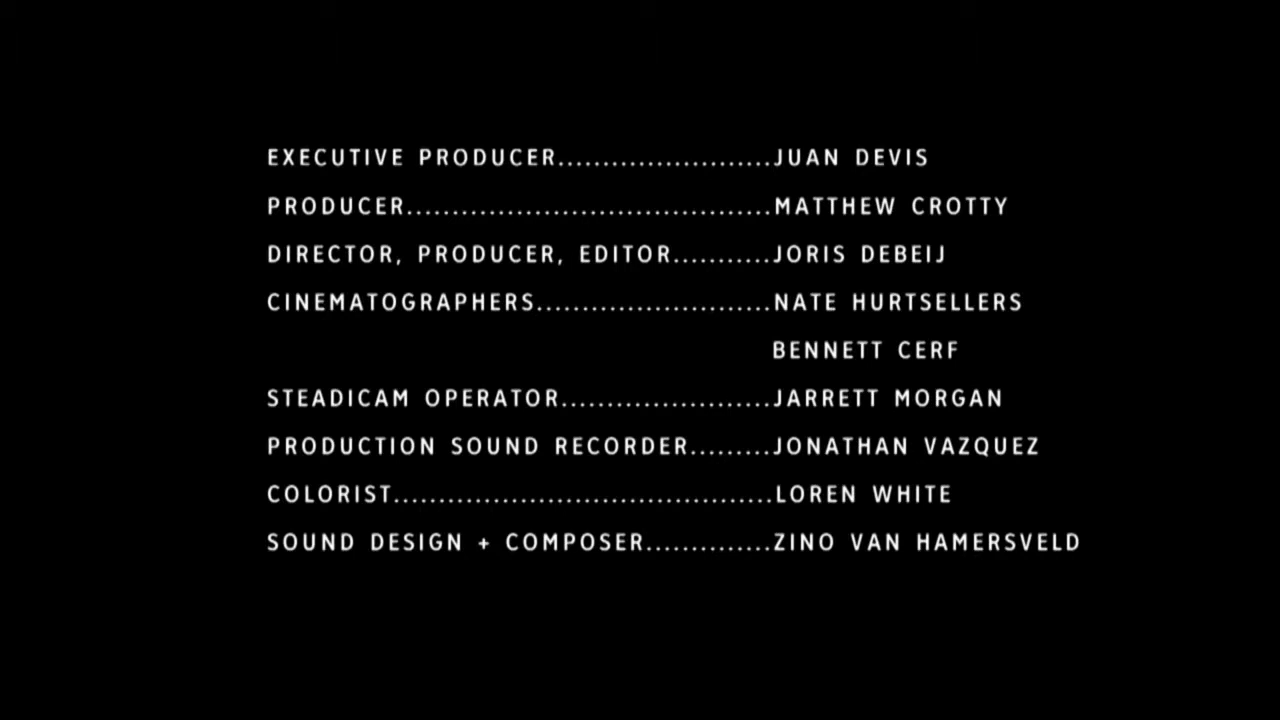 EXECUTIVE PRODUCER........................JUAN DEVIS
PRODUCER.........................................MATTHEW CROTTY
DIRECTOR, PRODUCER, EDITOR...........JORIS DEBEIJ
CINEMATOGRAPHERS..........................NATE HURTSELLERS
BENNETT CERF
STEADICAM OPERATOR.......................JARRETT MORGAN
PRODUCTION SOUND RECORDER.........JONATHAN VAZQUEZ
COLORIST..........................................LOREN WHITE
SOUND DESIGN + COMPOSER..............ZINO VAN HAMERSVELD